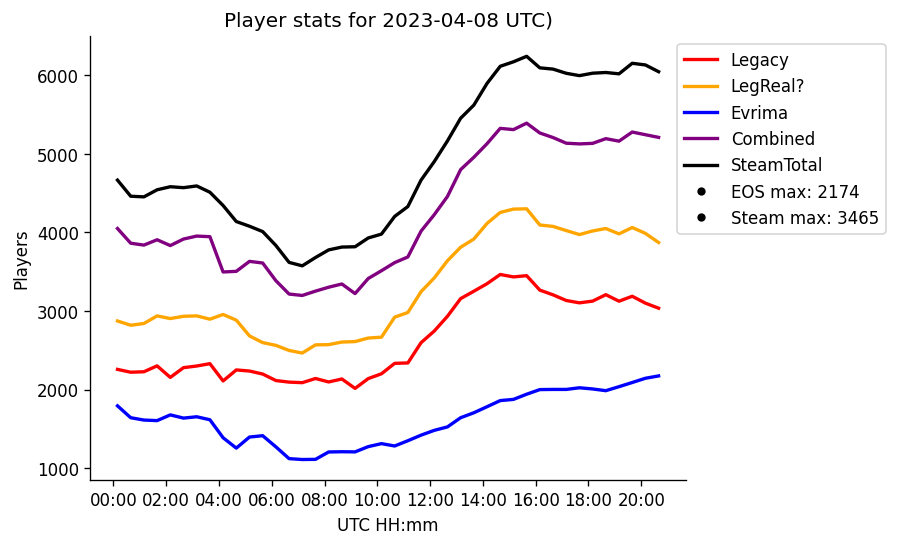 Player stats for 2023-04-08 UTC)
Legacy
LegReal?
Evrima
Combined
SteamTotal
EOS max: 2174
Steam max: 3465
Players
6000
5000
4000
3000
2000
1000
00:00 02:00 04:00 06:00 08:00 10:00 12:00 14:00 16:00 18:00 20:00
UTC HH:mm